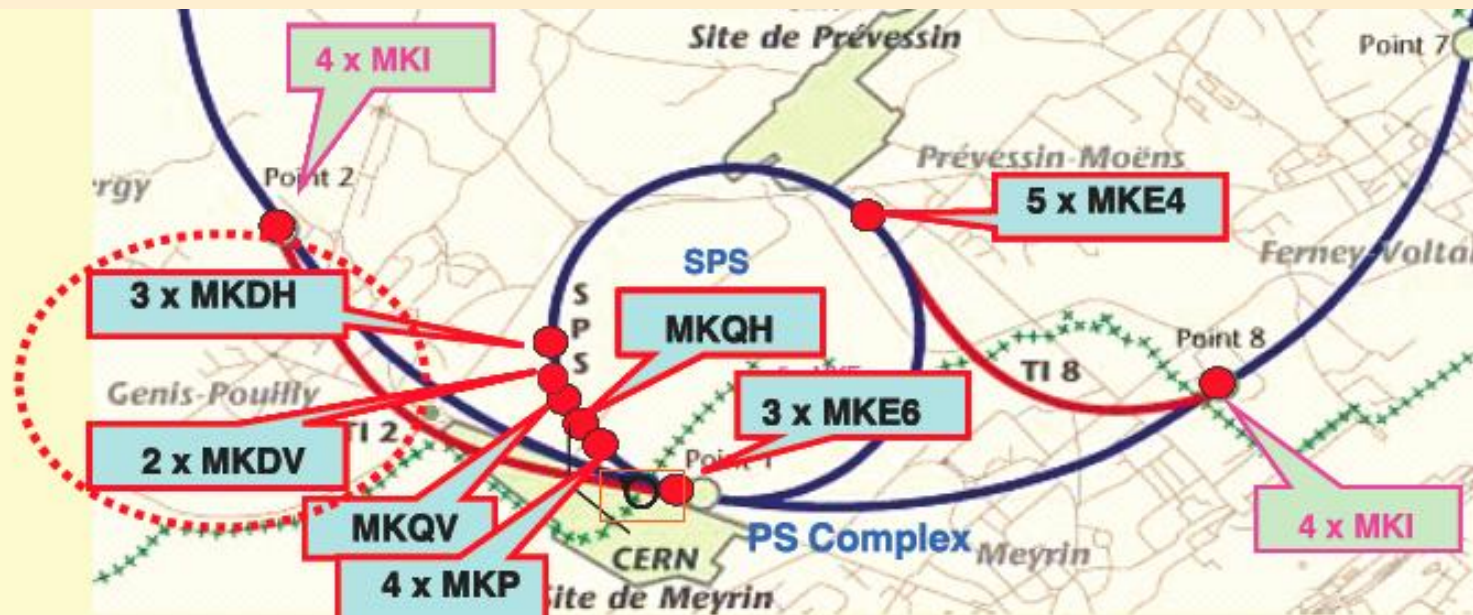 Site de Prévessin
Point 7
4 x MKI
Prévessin-Moëns
Point 2
rgy
5 x MKE4
Ferney-Voltai
SPS
3 x MKDH
S
P
S
MKQH
Point 8
TI 8
Genis-Pouilly
3 x MKE6
TI 2
2 x MKDV
Point 1
MKQV
4 x MKI
PS Complex
Meyrin
CERN
4 x MKP
Site de Meyrin